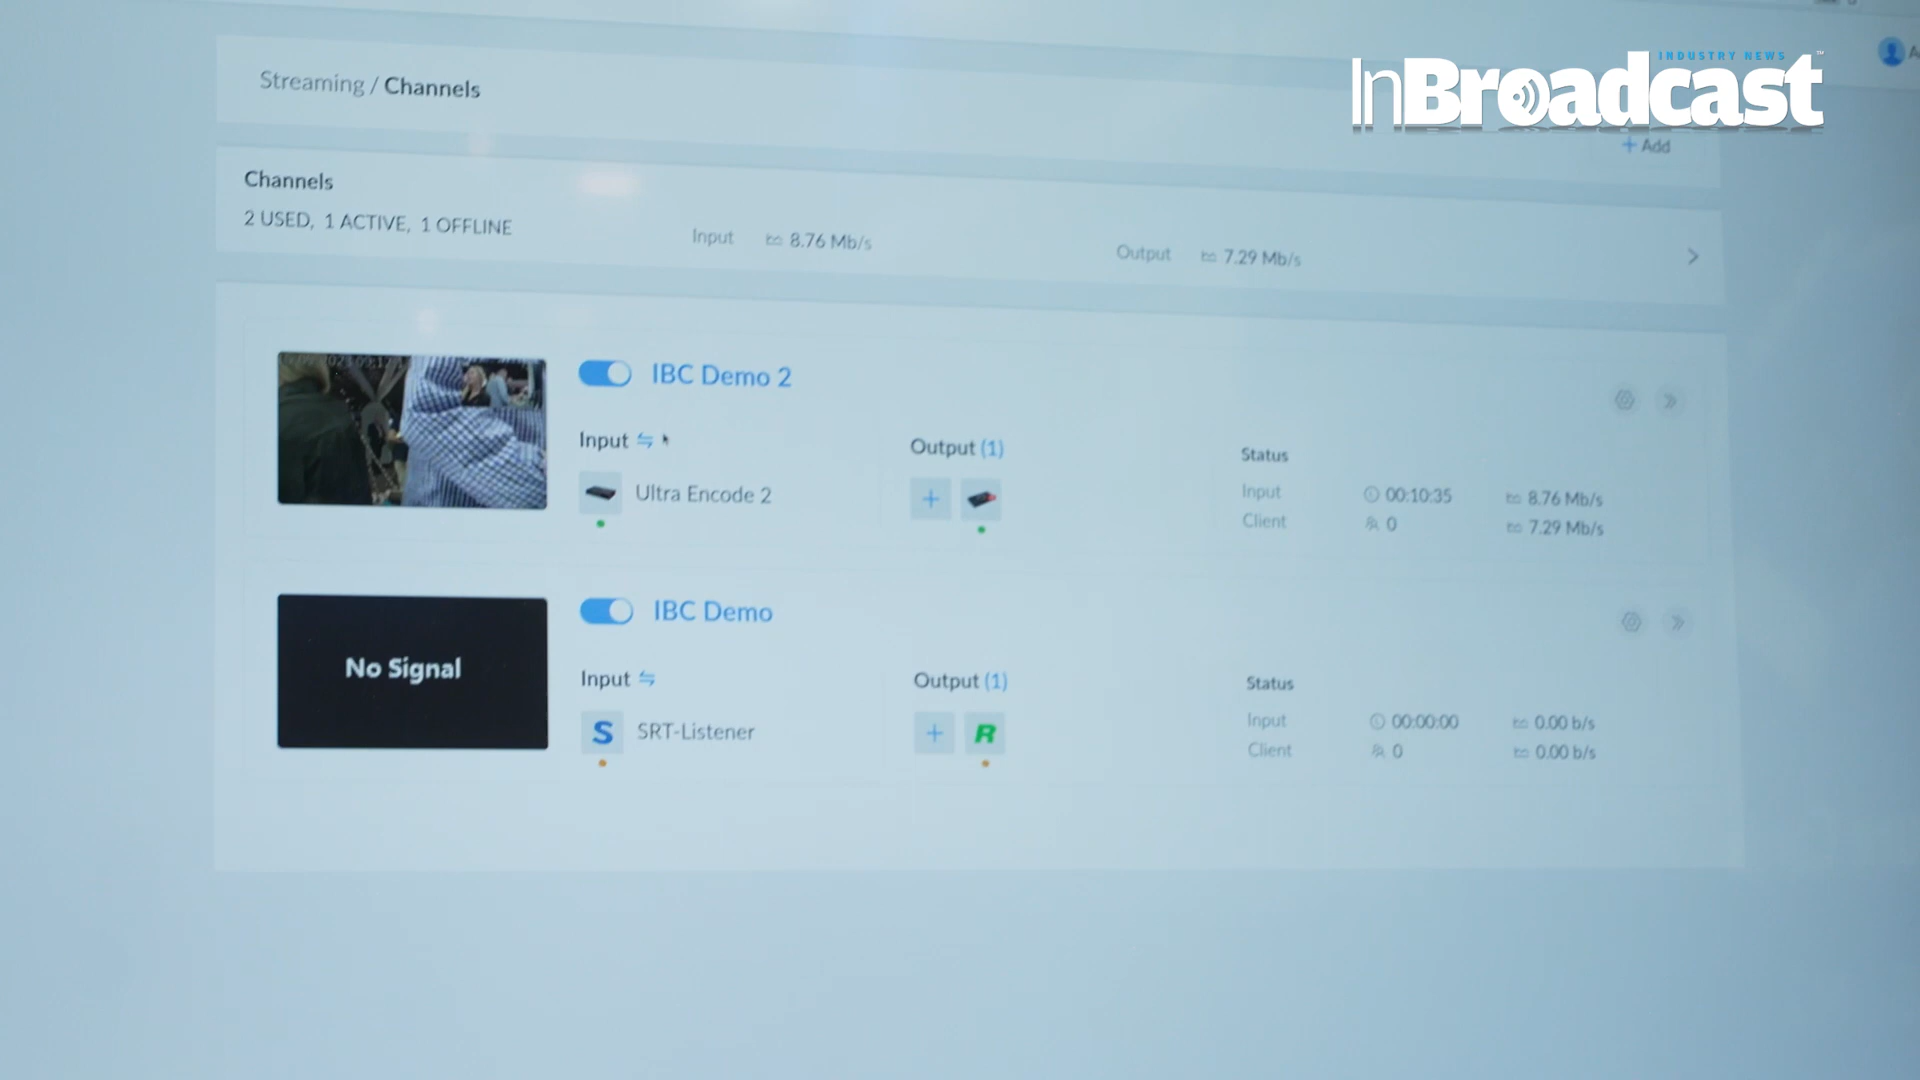 INDUSTRY NEWS
InBroadcast™
Streaming / Channels
+ Add
Channels
2 USED, 1 ACTIVE, 1 OFFLINE
Input 8.76 Mb/s
Output 7.29 Mb/s
IBC Demo 2
Input
Ultra Encode 2
Output (1)
+
Status
Input 00:10:35 8.76 Mb/s
Client 0 7.29 Mb/s
No Signal
IBC Demo
Input
S SRT-Listener
Output (1)
+ R
Status
Input 00:00:00 0.00 b/s
Client 0 0.00 b/s